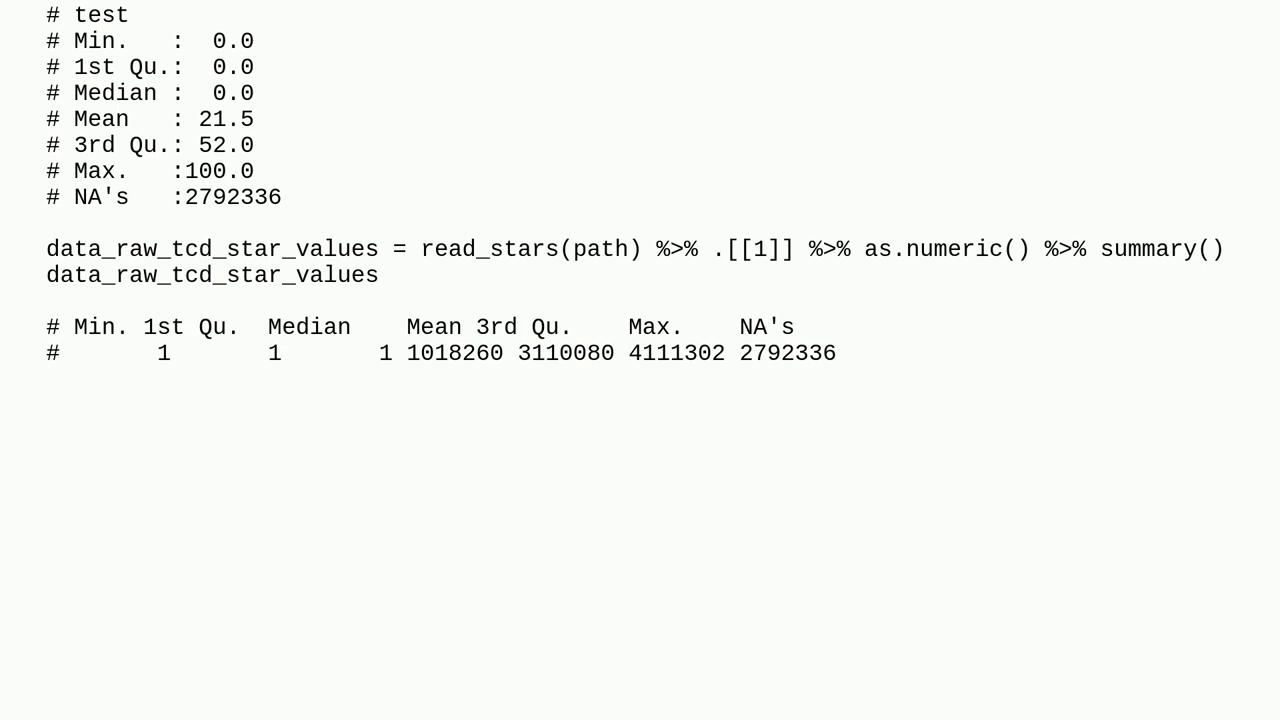 # test
# Min.   :  0.0
# 1st Qu.:  0.0
# Median :  0.0
# Mean   : 21.5
# 3rd Qu.: 52.0
# Max.   :100.0
# NA's   :2792336
data_raw_tcd_star_values = read_stars(path) %>% .[[1]] %>% as.numeric() %>% summary()
data_raw_tcd_star_values
# Min. 1st Qu.  Median    Mean 3rd Qu.    Max.    NA's
#       1       1       1 1018260 3110080 4111302 2792336